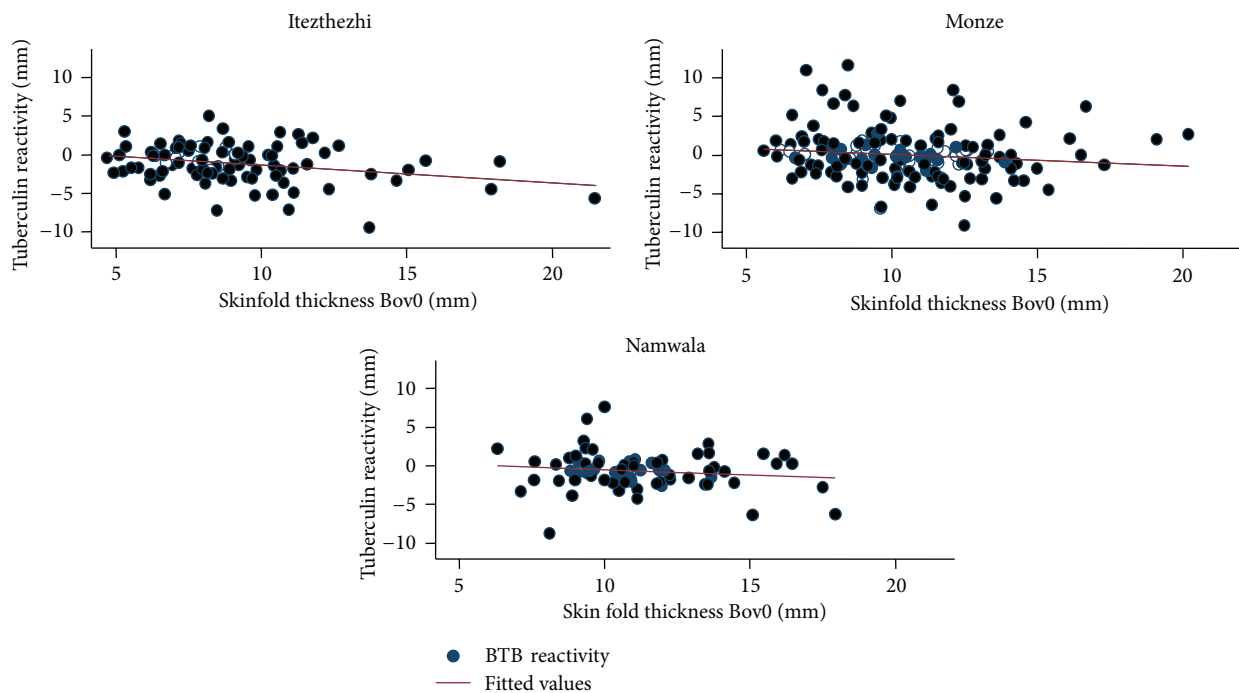 Itezthezhi
Tuberculin reactivity (mm)
10
5
0
−5
−10
5 10 15 20
Skinfold thickness Bov0 (mm)
Monze
Tuberculin reactivity (mm)
10
5
0
−5
−10
5 10 15 20
Skinfold thickness Bov0 (mm)
Namwala
Tuberculin reactivity (mm)
10
5
0
−5
−10
5 10 15 20
Skin fold thickness Bov0 (mm)
BTB reactivity
Fitted values